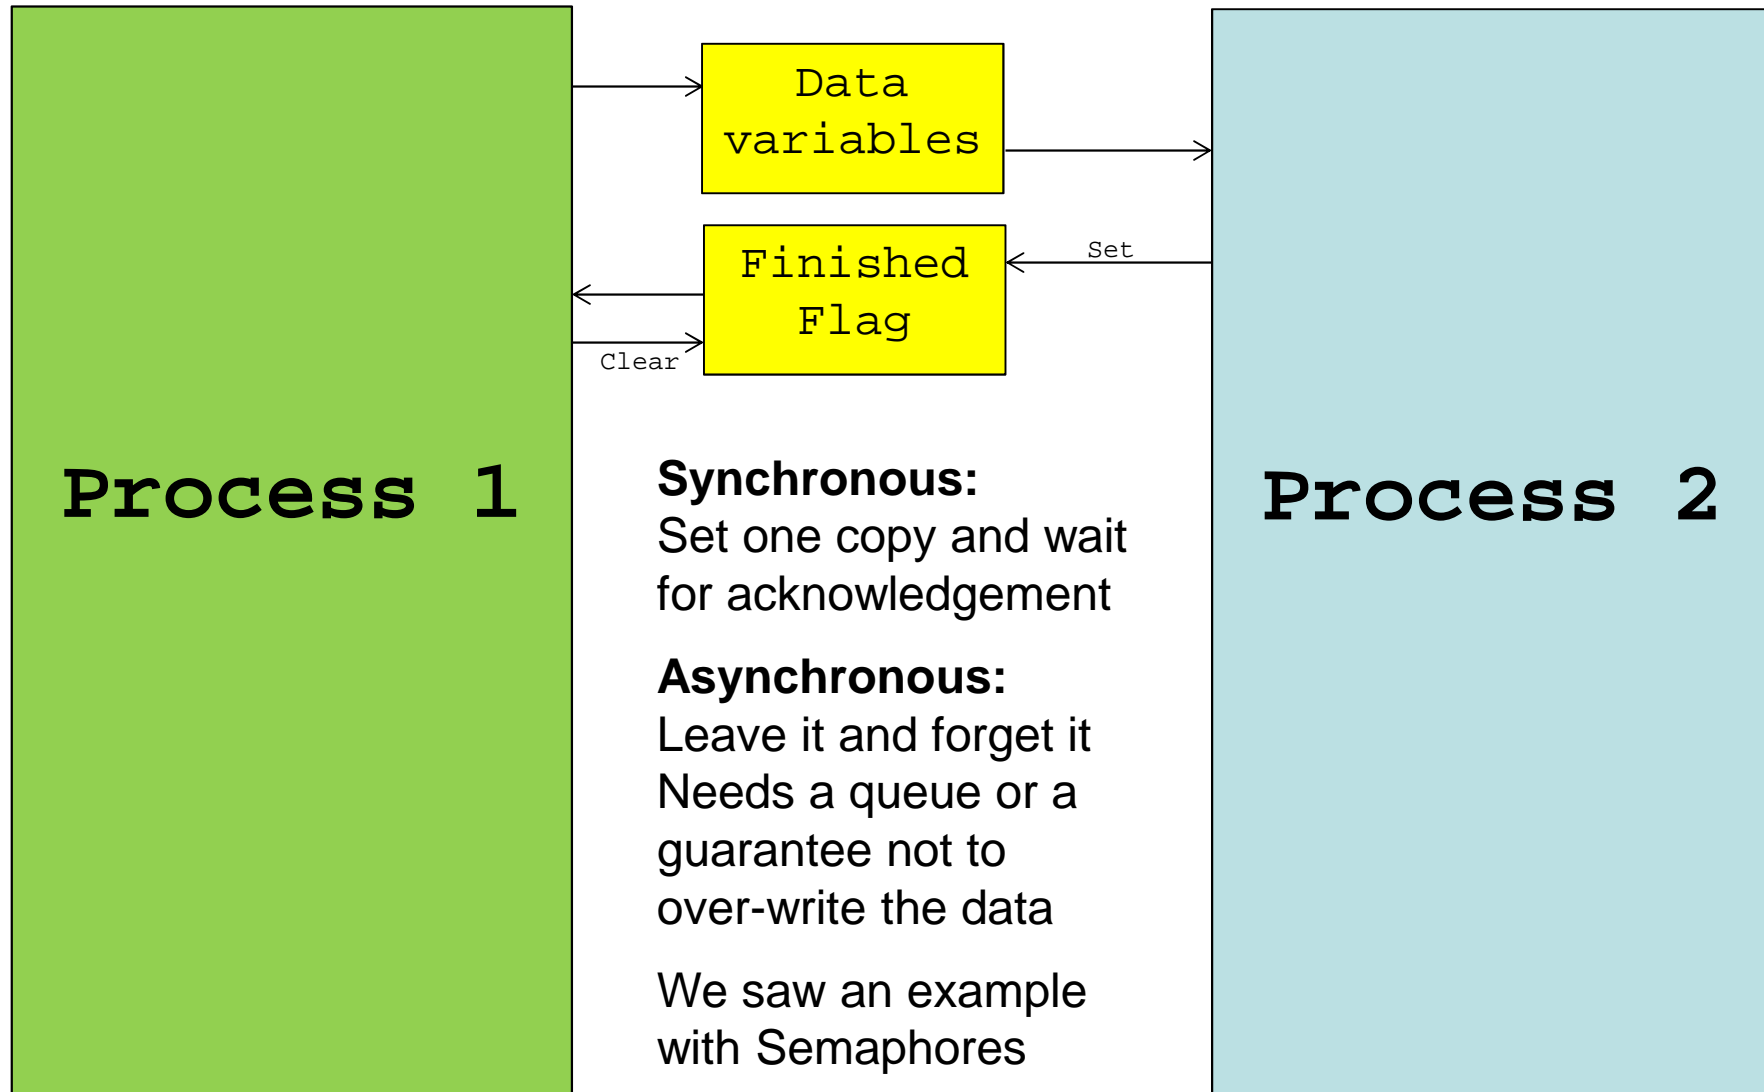 Data
variables
Set
Finished
Flag
Clear
Process 1
Synchronous:
Set one copy and wait
for acknowledgement
Asynchronous:
Leave it and forget it
Needs a queue or a
guarantee not to
over-write the data
We saw an example
with Semaphores
Process 2